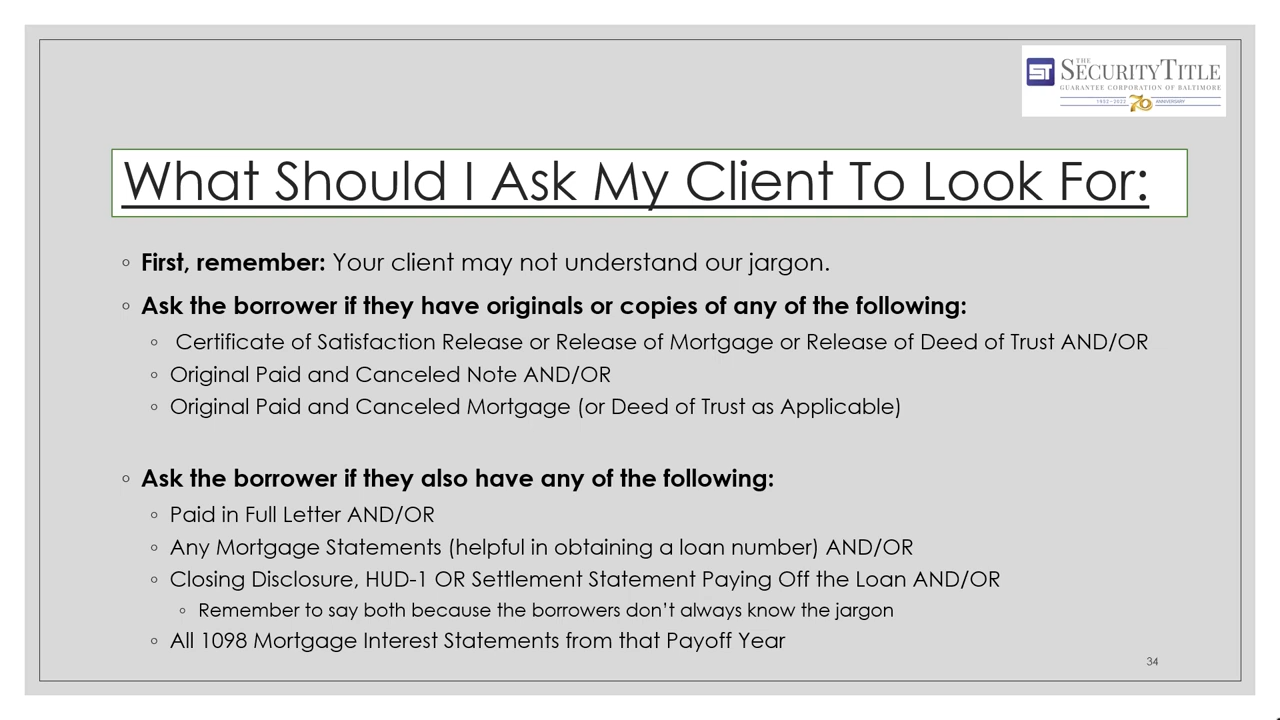 THE
ST SECURITYTITLE
GUARANTEE CORPORATION OF BALTIMORE
1952-2022 70 ANNIVERSARY
What Should I Ask My Client To Look For:
◦ First, remember: Your client may not understand our jargon.
◦ Ask the borrower if they have originals or copies of any of the following:
◦ Certificate of Satisfaction Release or Release of Mortgage or Release of Deed of Trust AND/OR
◦ Original Paid and Canceled Note AND/OR
◦ Original Paid and Canceled Mortgage (or Deed of Trust as Applicable)
◦ Ask the borrower if they also have any of the following:
◦ Paid in Full Letter AND/OR
◦ Any Mortgage Statements (helpful in obtaining a loan number) AND/OR
◦ Closing Disclosure, HUD-1 OR Settlement Statement Paying Off the Loan AND/OR
◦ Remember to say both because the borrowers don’t always know the jargon
◦ All 1098 Mortgage Interest Statements from that Payoff Year
34